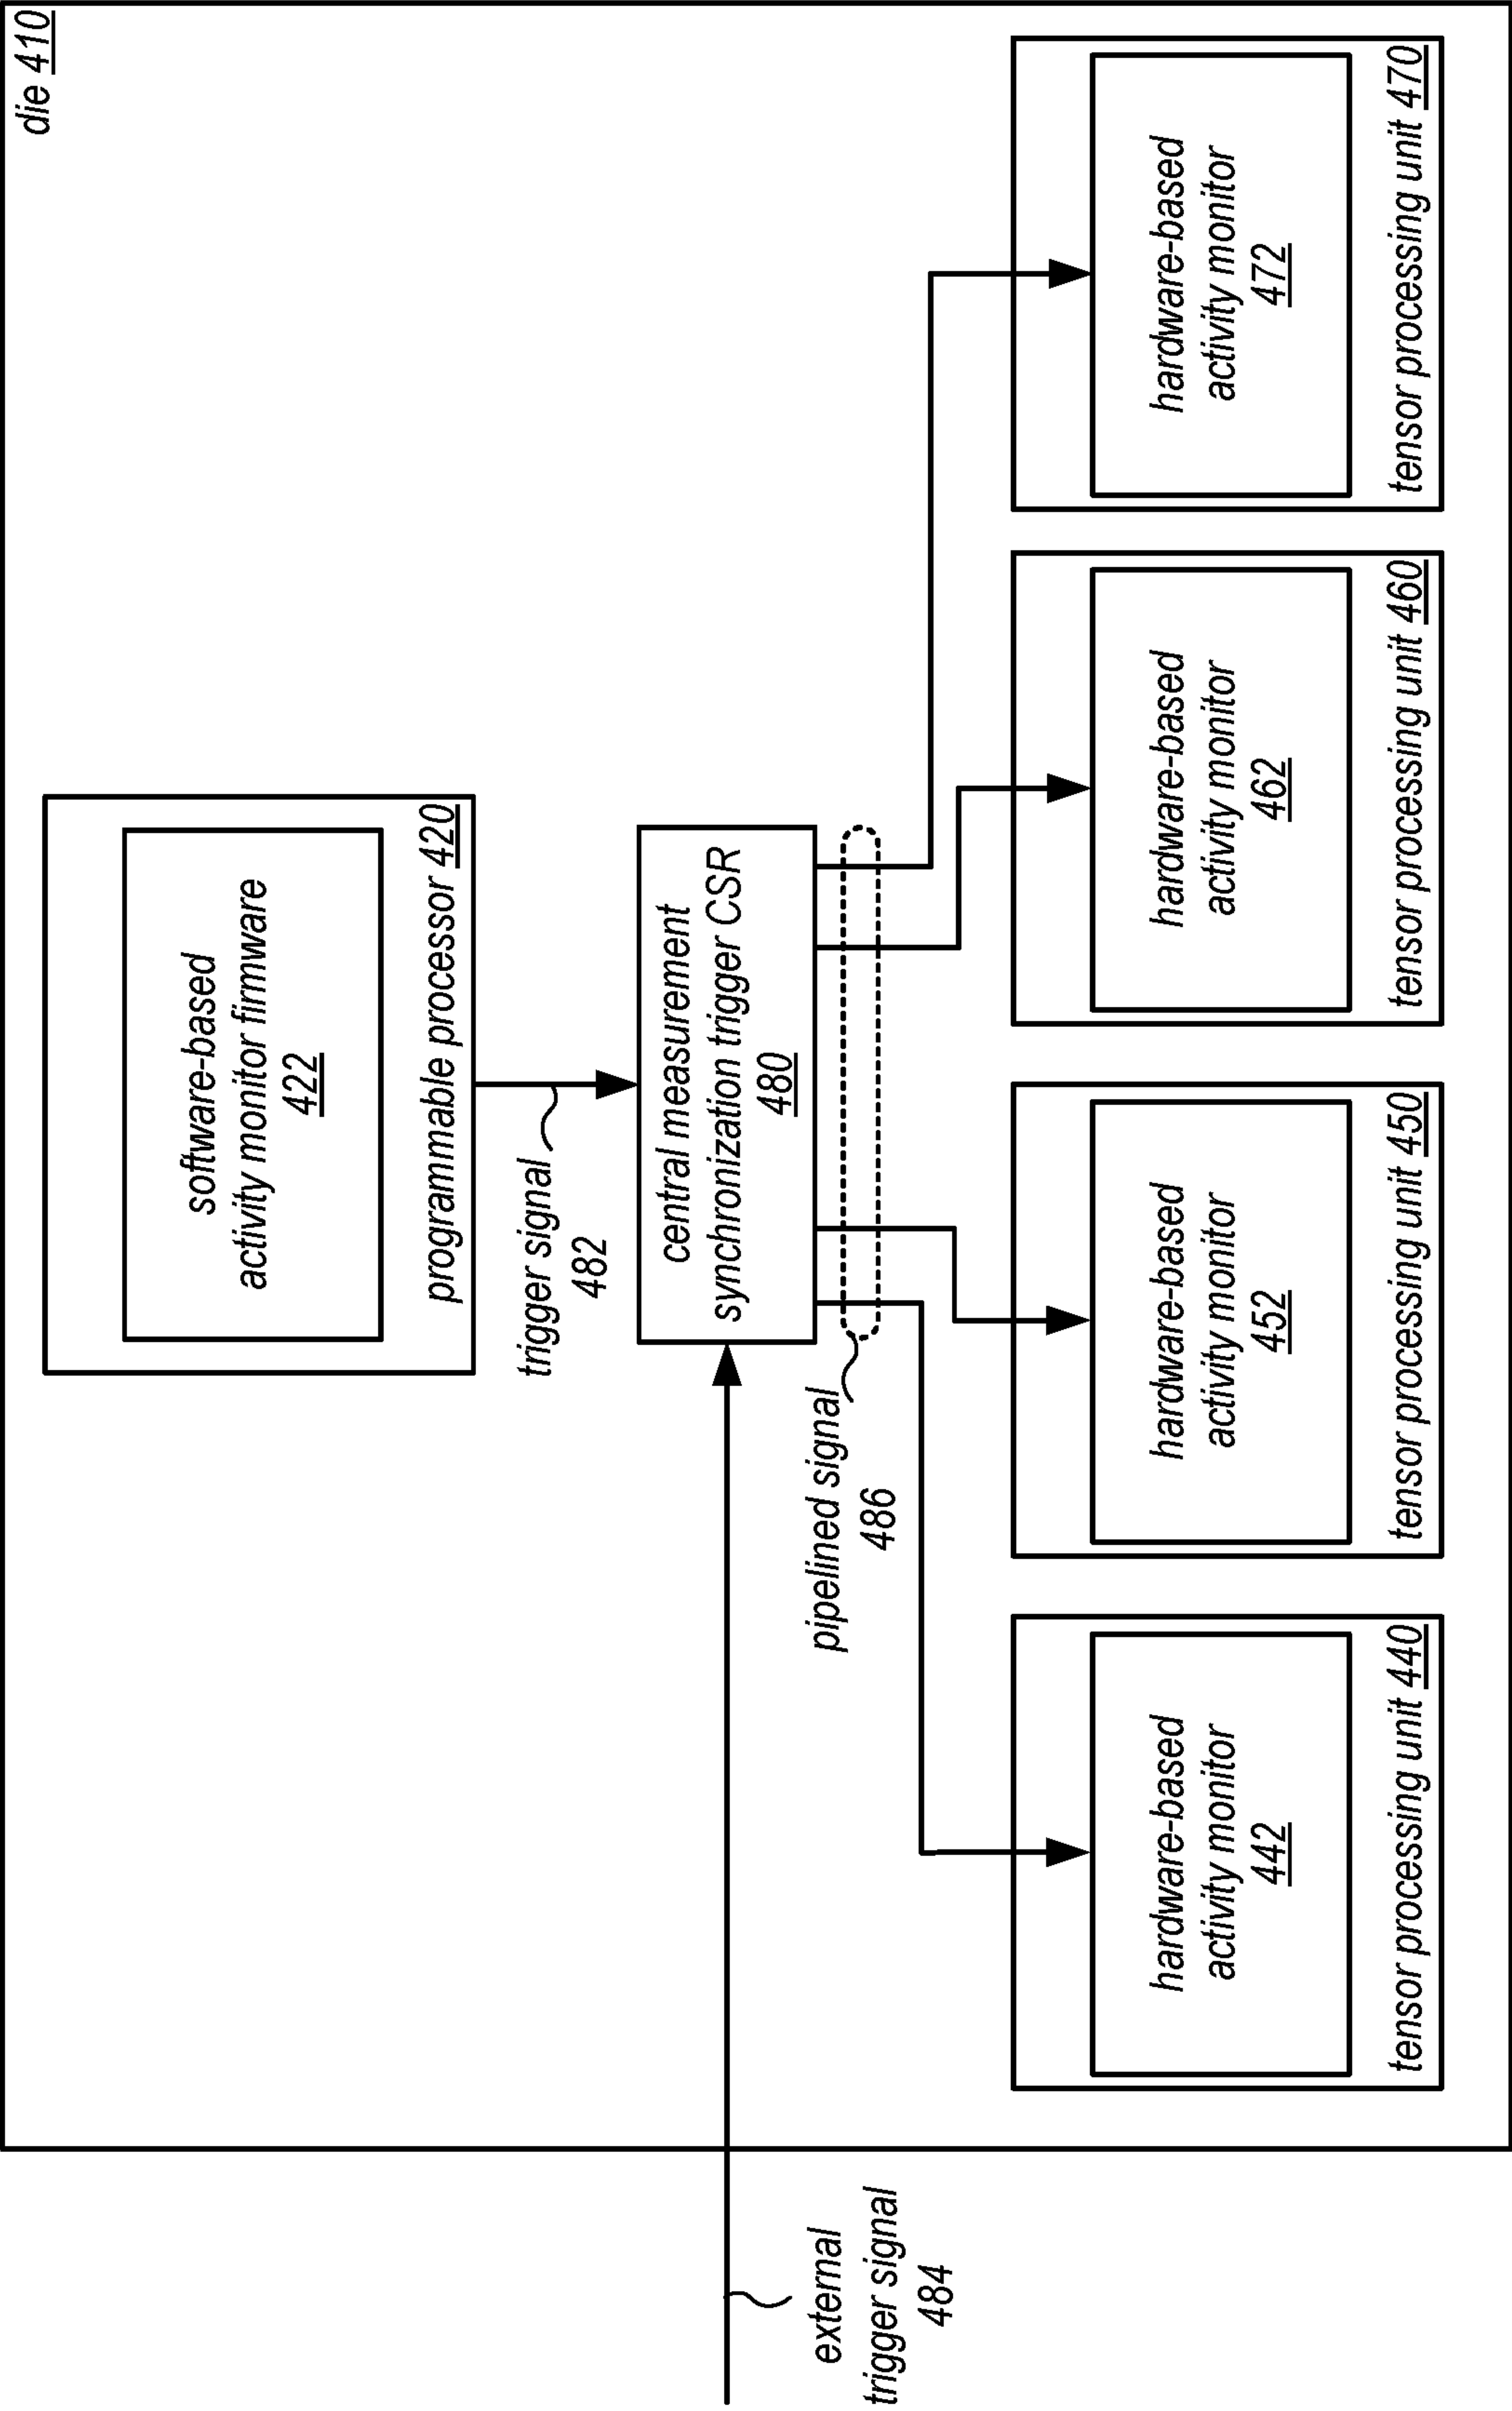 die 410
software-based
activity monitor firmware
422
programmable processor 420
trigger signal
482
central measurement
synchronization trigger CSR
480
external
trigger signal
484
pipelined signal
486
hardware-based
activity monitor
442
tensor processing unit 440
hardware-based
activity monitor
452
tensor processing unit 450
hardware-based
activity monitor
462
tensor processing unit 460
hardware-based
activity monitor
472
tensor processing unit 470